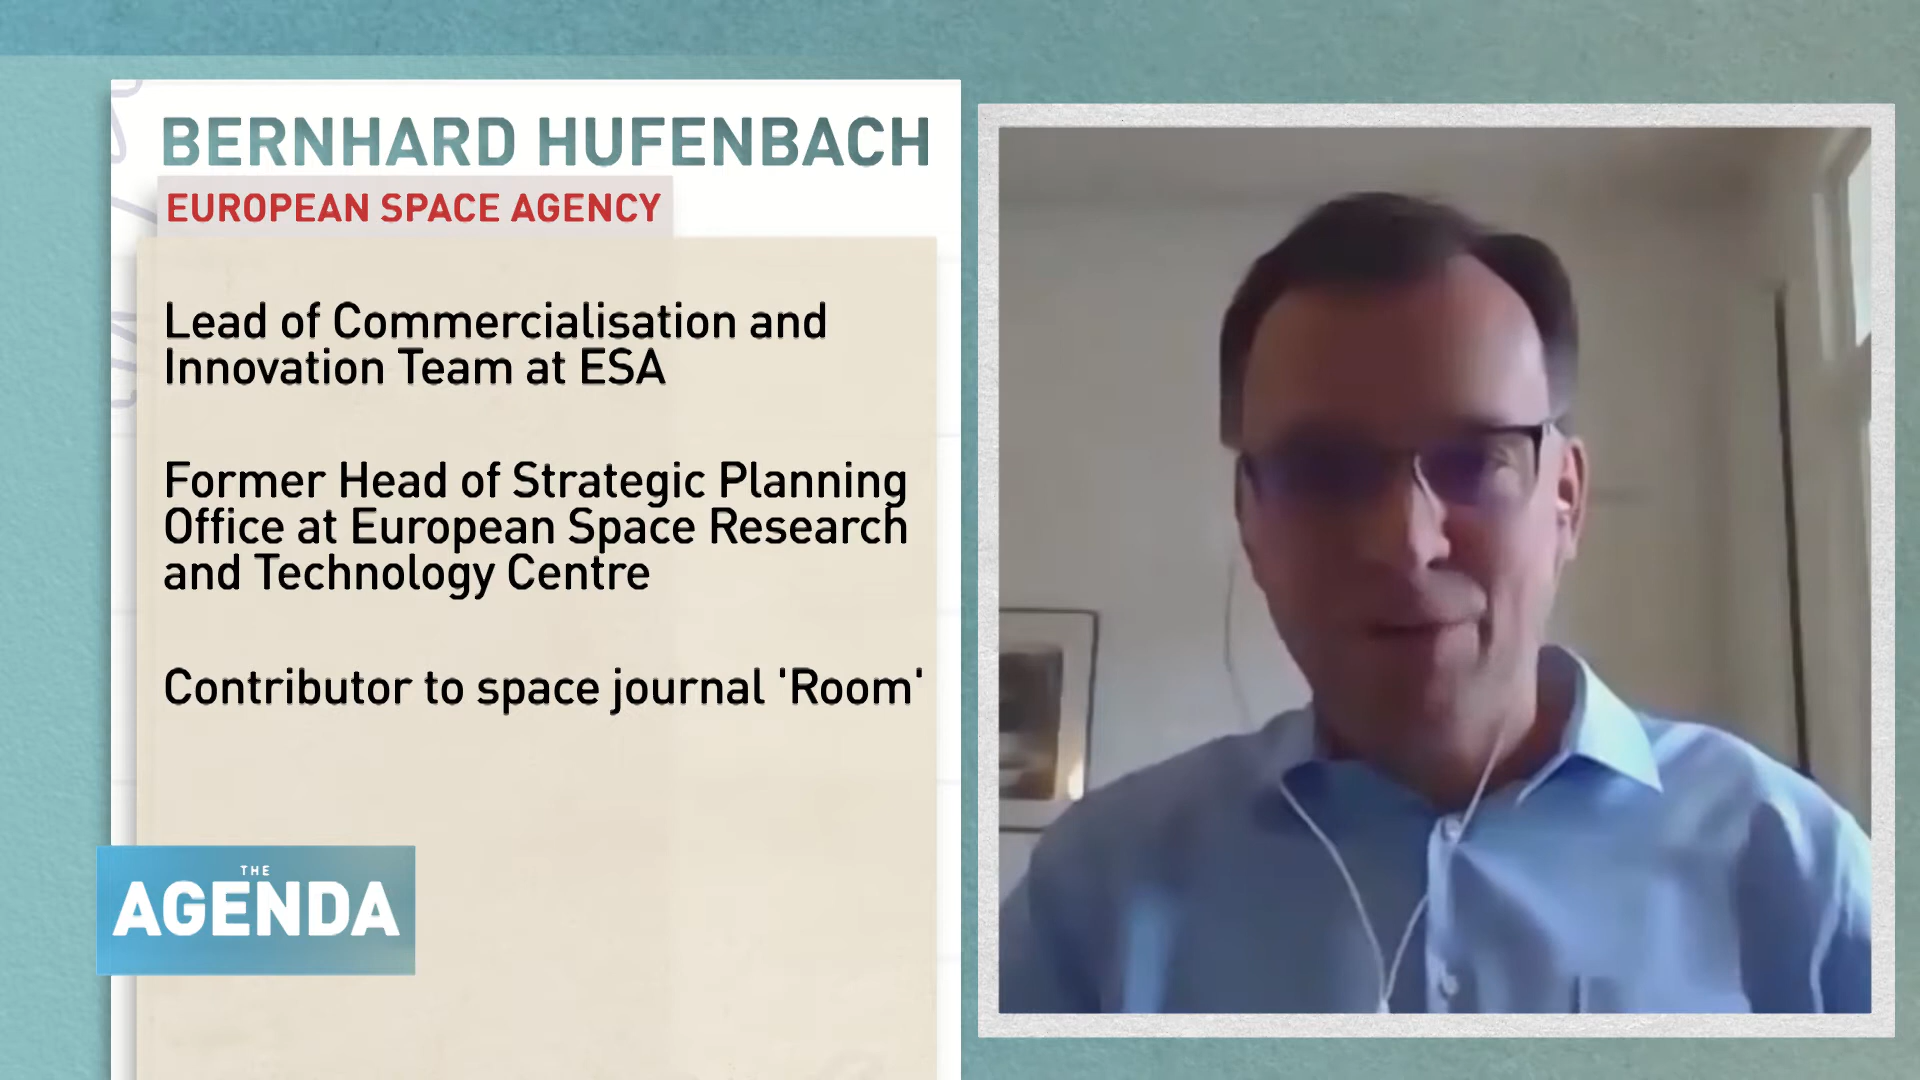 BERNHARD HUFENBACH
EUROPEAN SPACE AGENCY
Lead of Commercialisation and
Innovation Team at ESA
Former Head of Strategic Planning
Office at European Space Research
and Technology Centre
Contributor to space journal 'Room'
THE
AGENDA